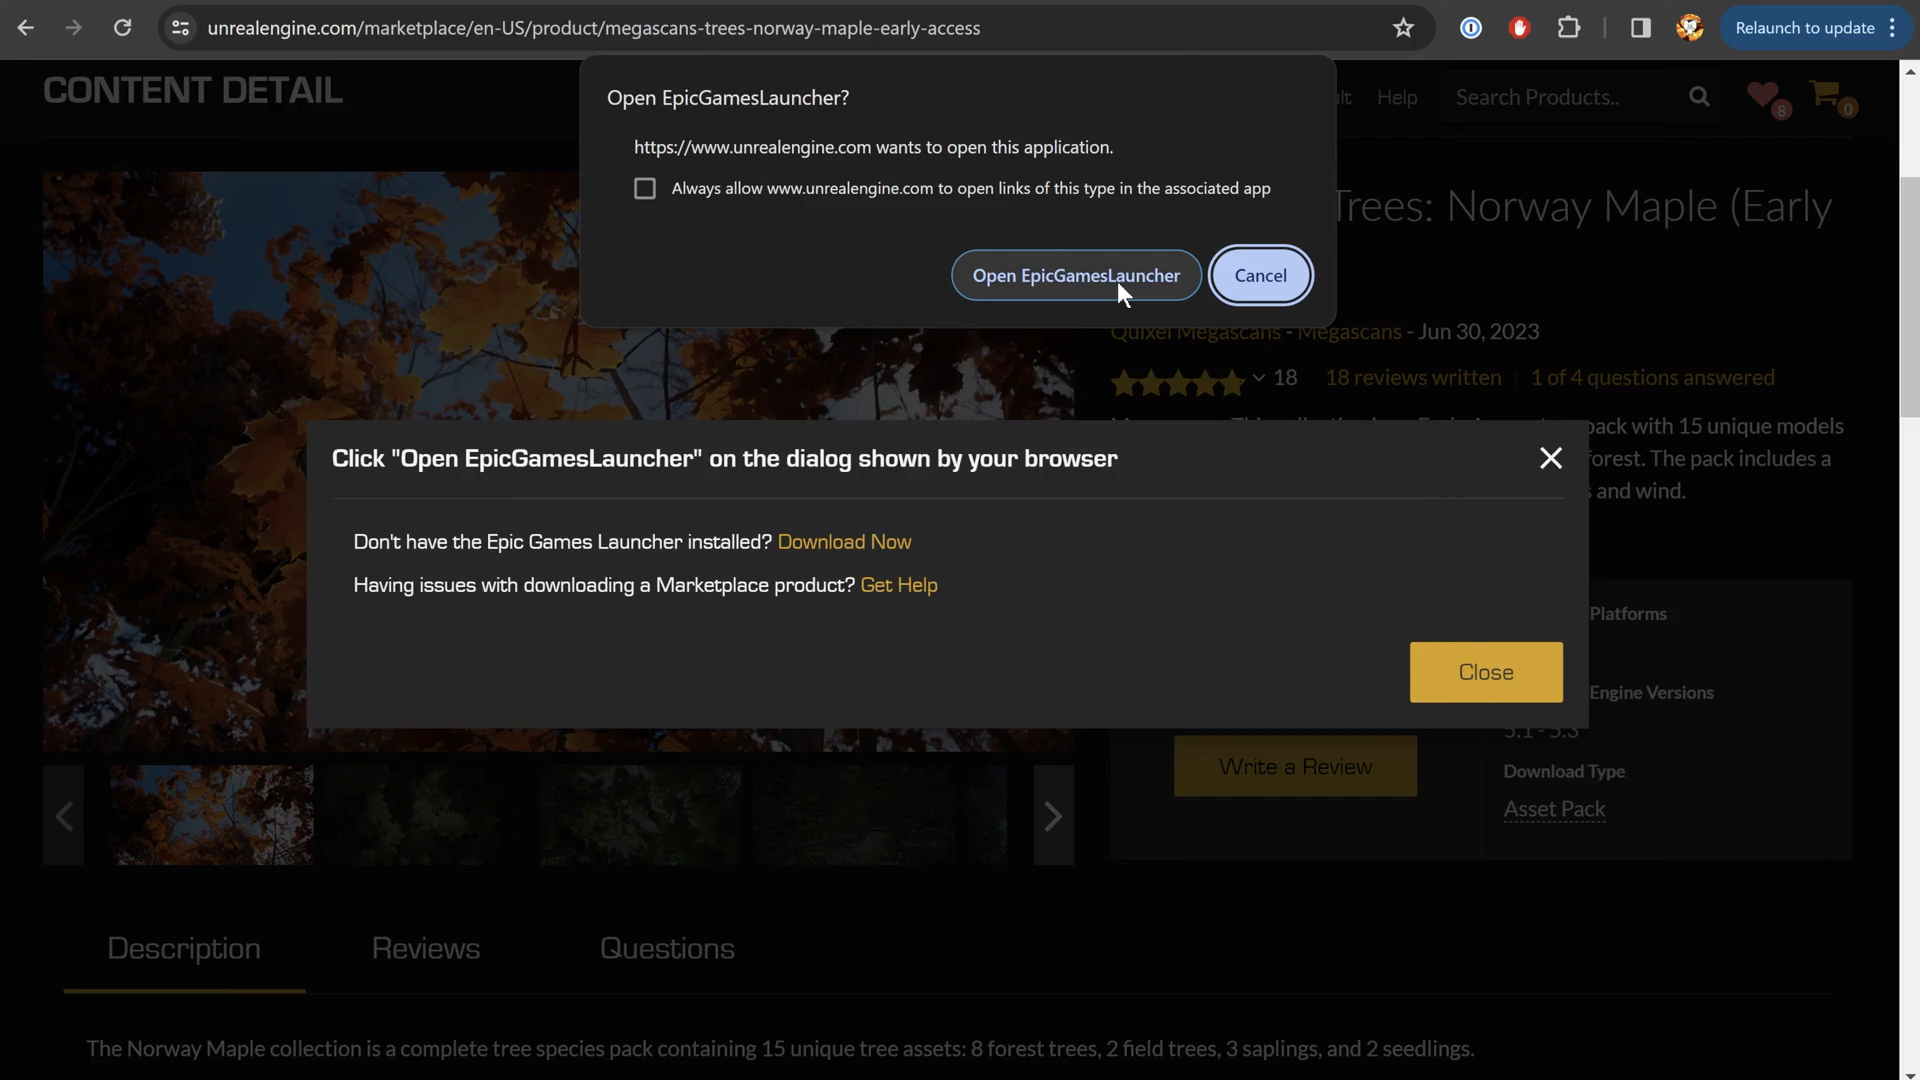 unrealengine.com/marketplace/en-US/product/megascans-trees-norway-maple-early-access
Relaunch to update
CONTENT DETAIL
Help
Search Products..
8
0
Open EpicGamesLauncher?
https://www.unrealengine.com wants to open this application.
Always allow www.unrealengine.com to open links of this type in the associated app
Open EpicGamesLauncher
Cancel
Trees: Norway Maple (Early
Quixel Megascans - Megascans - Jun 30, 2023
18
18 reviews written
1 of 4 questions answered
pack with 15 unique models
forest. The pack includes a
s and wind.
Click "Open EpicGamesLauncher" on the dialog shown by your browser
Don't have the Epic Games Launcher installed? Download Now
Having issues with downloading a Marketplace product? Get Help
Close
Platforms
Engine Versions
5.1 - 5.3
Write a Review
Download Type
Asset Pack
Description
Reviews
Questions
The Norway Maple collection is a complete tree species pack containing 15 unique tree assets: 8 forest trees, 2 field trees, 3 saplings, and 2 seedlings.